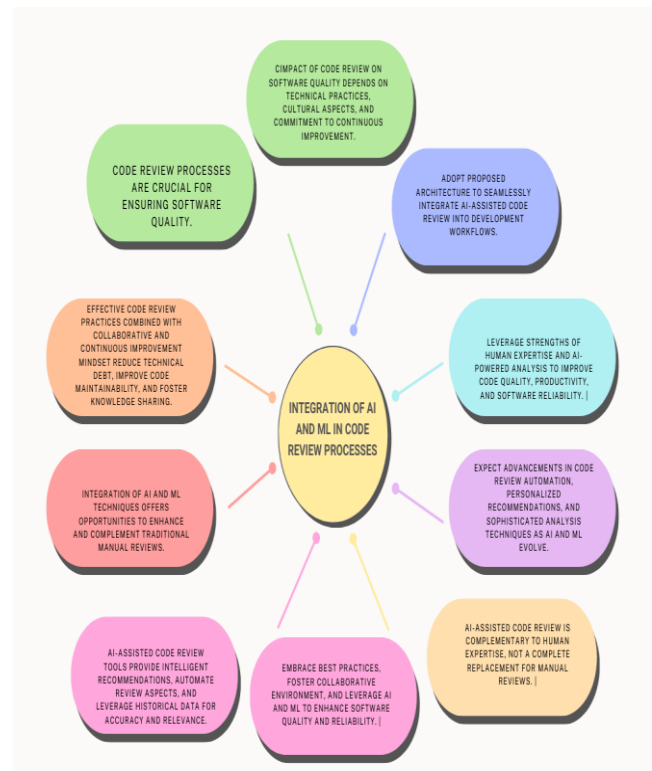 CIMPACT OF CODE REVIEW ON
SOFTWARE QUALITY DEPENDS ON
TECHNICAL PRACTICES,
CULTURAL ASPECTS, AND
COMMITMENT TO CONTINUOUS
IMPROVEMENT.
CODE REVIEW PROCESSES
ARE CRUCIAL FOR
ENSURING SOFTWARE
QUALITY.
ADOPT PROPOSED
ARCHITECTURE TO SEAMLESSLY
INTEGRATE AI-ASSISTED CODE
REVIEW INTO DEVELOPMENT
WORKFLOWS.
EFFECTIVE CODE REVIEW
PRACTICES COMBINED WITH
COLLABORATIVE AND
CONTINUOUS IMPROVEMENT
MINDSET REDUCE TECHNICAL
DEBT, IMPROVE CODE
MAINTAINABILITY, AND FOSTER
KNOWLEDGE SHARING.
LEVERAGE STRENGTHS OF
HUMAN EXPERTISE AND AI-
POWERED ANALYSIS TO IMPROVE
CODE QUALITY, PRODUCTIVITY,
AND SOFTWARE RELIABILITY. |
INTEGRATION OF AI
AND ML IN CODE
REVIEW PROCESSES
INTEGRATION OF AI AND ML
TECHNIQUES OFFERS
OPPORTUNITIES TO ENHANCE
AND COMPLEMENT TRADITIONAL
MANUAL REVIEWS.
EXPECT ADVANCEMENTS IN CODE
REVIEW AUTOMATION,
PERSONALIZED
RECOMMENDATIONS, AND
SOPHISTICATED ANALYSIS
TECHNIQUES AS AI AND ML
EVOLVE.
AI-ASSISTED CODE REVIEW
TOOLS PROVIDE INTELLIGENT
RECOMMENDATIONS, AUTOMATE
REVIEW ASPECTS, AND
LEVERAGE HISTORICAL DATA FOR
ACCURACY AND RELEVANCE.
EMBRACE BEST PRACTICES,
FOSTER COLLABORATIVE
ENVIRONMENT, AND LEVERAGE AI
AND ML TO ENHANCE SOFTWARE
QUALITY AND RELIABILITY. |
AI-ASSISTED CODE REVIEW IS
COMPLEMENTARY TO HUMAN
EXPERTISE, NOT A COMPLETE
REPLACEMENT FOR MANUAL
REVIEWS. |